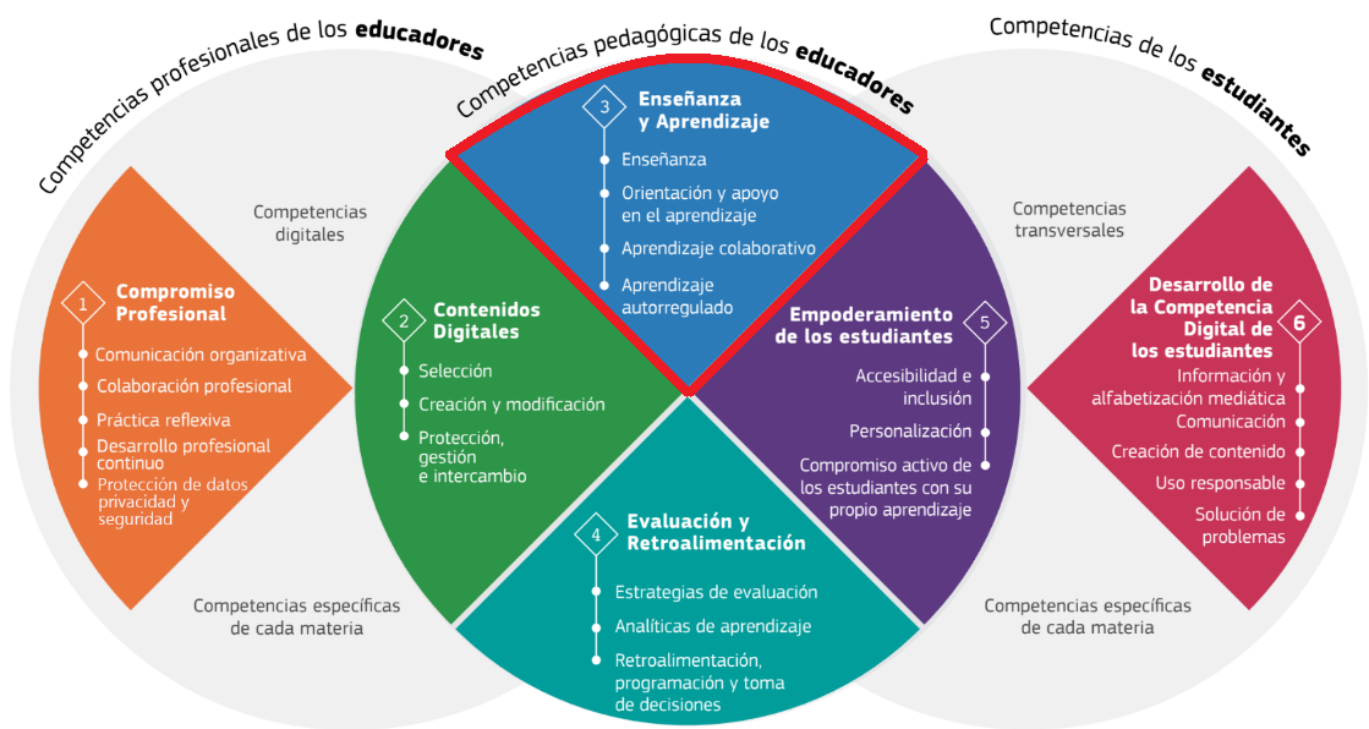 Competencias profesionales de los educadores
Competencias pedagógicas de los educadores
Competencias de los estudiantes
Competencias
digitales
1
Compromiso
Profesional
Comunicación organizativa
Colaboración profesional
Práctica reflexiva
Desarrollo profesional
continuo
Protección de datos
privacidad y
seguridad
Competencias específicas
de cada materia
2
Contenidos
Digitales
Selección
Creación y modificación
Protección,
gestión
e intercambio
3
Enseñanza
y Aprendizaje
Enseñanza
Orientación y apoyo
en el aprendizaje
Aprendizaje colaborativo
Aprendizaje
autorregulado
4
Evaluación y
Retroalimentación
Estrategias de evaluación
Analíticas de aprendizaje
Retroalimentación,
programación y toma
de decisiones
5
Empoderamiento
de los estudiantes
Accesibilidad e
inclusión
Personalización
Compromiso activo de
los estudiantes con su
propio aprendizaje
Competencias
transversales
6
Desarrollo de
la Competencia
Digital de
los estudiantes
Información y
alfabetización mediática
Comunicación
Creación de contenido
Uso responsable
Solución de
problemas
Competencias específicas
de cada materia